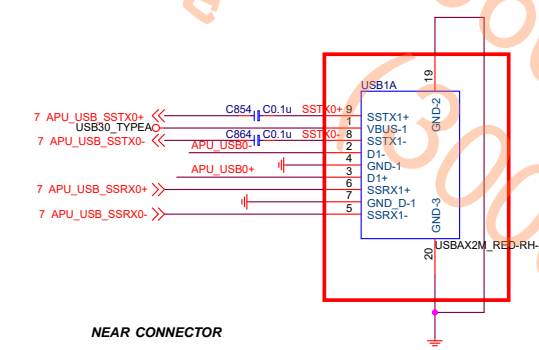 19
USB1A
C854 C0.1u SSTX0+ 9 SSTX1+ GND-2
7 APU_USB_SSTX0+
1 VBUS-1
USB30_TYPEA
C864 C0.1u SSTX0- 8 SSTX1-
7 APU_USB_SSTX0-
APU_USB0- 2 D1-
4 GND-1
APU_USB0+ 3 D1+
7 APU_USB_SSRX0+ 6 SSRX1+
7 GND_D-1
7 APU_USB_SSRX0- 5 SSRX1- GND-3
USBAX2M_RED-RH-
20
NEAR CONNECTOR
(300